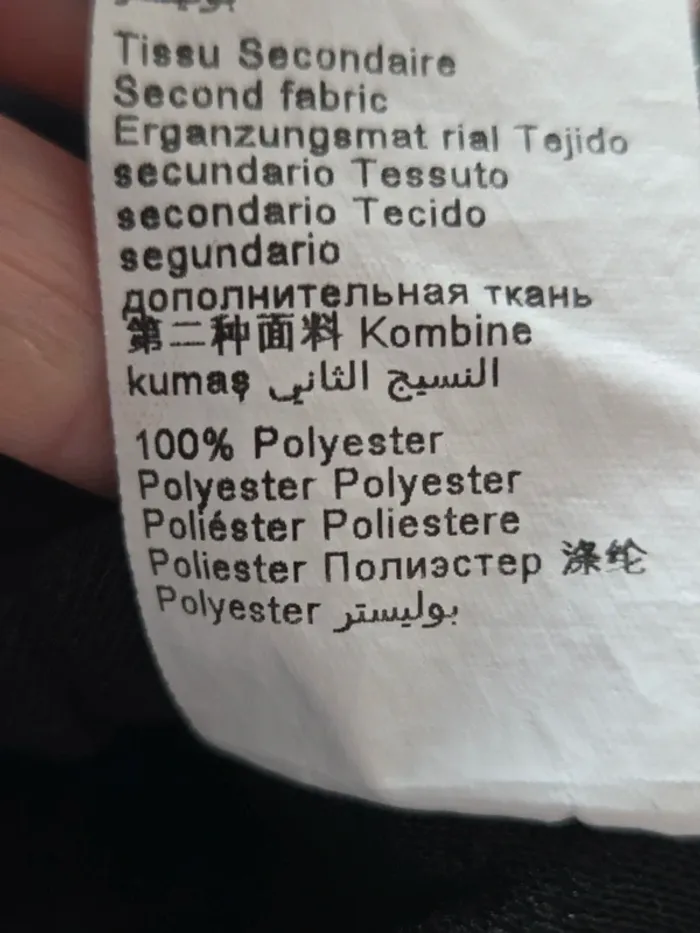 Tissu Secondaire
Second fabric
Erganzungsmat rial Tejido
secundario Tessuto
secondario Tecido
segundario
дополнительная ткань
第二种面料 Kombine
kumaş النسيج الثاني
100% Polyester
Polyester Polyester
Poliéster Poliestere
Poliester Полиэстер 涤纶
Polyester بوليستر